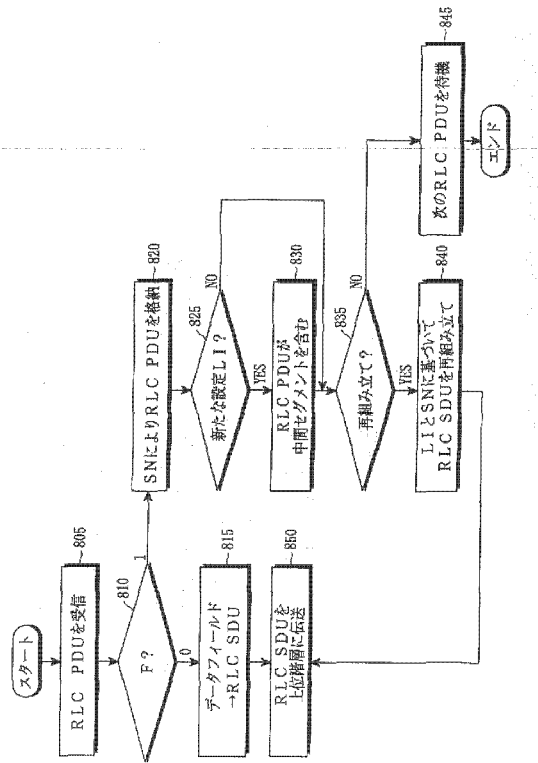 スタート
RLC PDUを受信
805
F?
810
0
1
データフィールド
→RLC SDU
815
RLC SDUを
上位階層に伝送
850
SNによりRLC PDUを格納
820
新たな設定LI?
825
NO
YES
RLC PDUが
中間セグメントを含む
830
再組み立て?
835
NO
YES
LIとSNに基づいて
RLC SDUを再組み立て
840
次のRLC PDUを待機
845
エンド